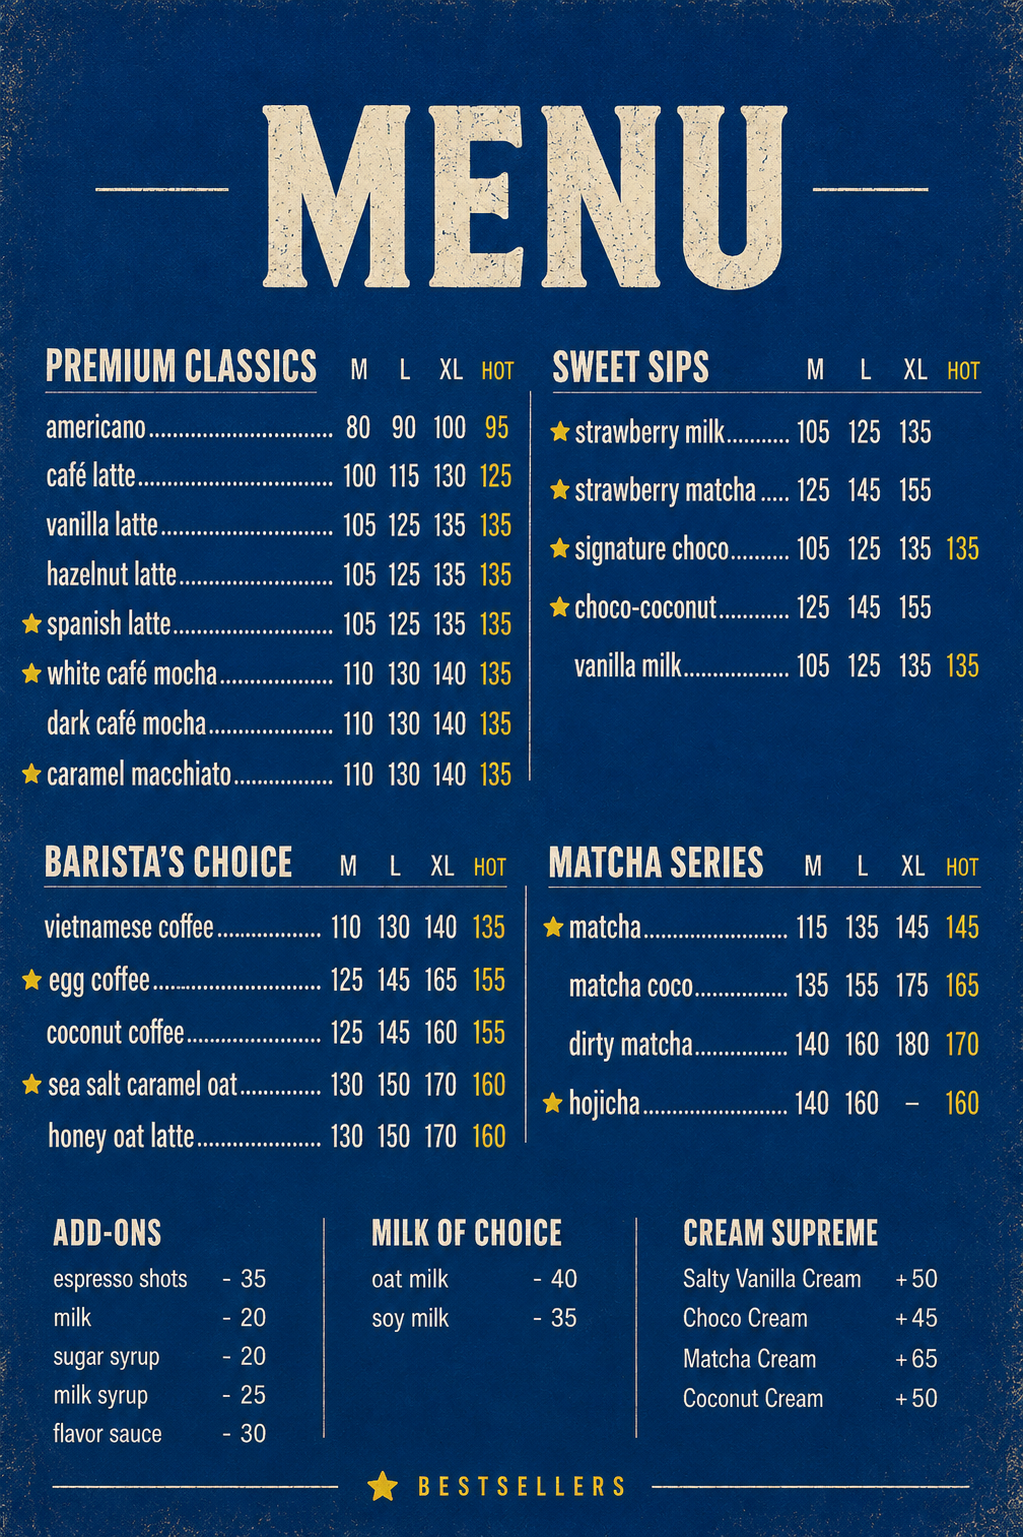 MENU
PREMIUM CLASSICS M L XL HOT
americano 80 90 100 95
café latte 100 115 130 125
vanilla latte 105 125 135 135
hazelnut latte 105 125 135 135
spanish latte 105 125 135 135
white café mocha 110 130 140 135
dark café mocha 110 130 140 135
caramel macchiato 110 130 140 135
SWEET SIPS M L XL HOT
strawberry milk 105 125 135
strawberry matcha 125 145 155
signature choco 105 125 135 135
choco-coconut 125 145 155
vanilla milk 105 125 135 135
BARISTA'S CHOICE M L XL HOT
vietnamese coffee 110 130 140 135
egg coffee 125 145 165 155
coconut coffee 125 145 160 155
sea salt caramel oat 130 150 170 160
honey oat latte 130 150 170 160
MATCHA SERIES M L XL HOT
matcha 115 135 145 145
matcha coco 135 155 175 165
dirty matcha 140 160 180 170
hojicha 140 160 – 160
ADD-ONS
espresso shots - 35
milk - 20
sugar syrup - 20
milk syrup - 25
flavor sauce - 30
MILK OF CHOICE
oat milk - 40
soy milk - 35
CREAM SUPREME
Salty Vanilla Cream +50
Choco Cream +45
Matcha Cream +65
Coconut Cream +50
BESTSELLERS